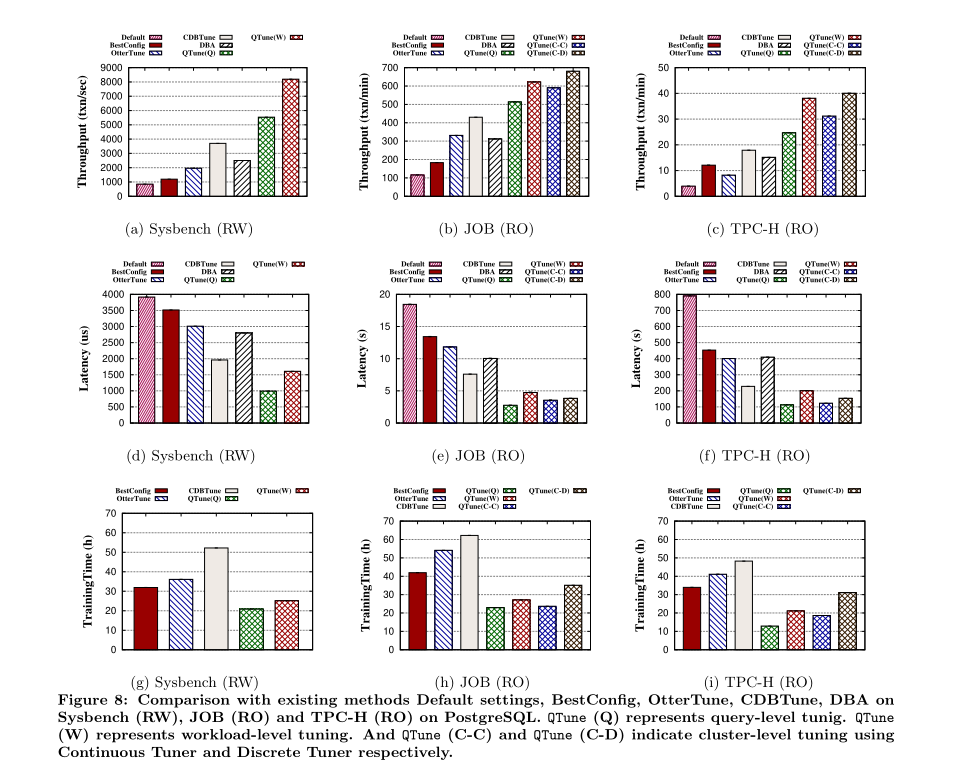 Default
BestConfig
OtterTune
CDBTune
DBA
QTune(Q)
QTune(W)
Throughput (txn/sec)
9000
8000
7000
6000
5000
4000
3000
2000
1000
0
(a) Sysbench (RW)
Default
BestConfig
OtterTune
CDBTune
DBA
QTune(Q)
QTune(W)
QTune(C-C)
QTune(C-D)
Throughput (txn/min)
700
600
500
400
300
200
100
0
(b) JOB (RO)
Default
BestConfig
OtterTune
CDBTune
DBA
QTune(Q)
QTune(W)
QTune(C-C)
QTune(C-D)
Throughput (txn/min)
50
40
30
20
10
0
(c) TPC-H (RO)
Default
BestConfig
OtterTune
CDBTune
DBA
QTune(Q)
QTune(W)
Latency (us)
4000
3500
3000
2500
2000
1500
1000
500
0
(d) Sysbench (RW)
Default
BestConfig
OtterTune
CDBTune
DBA
QTune(Q)
QTune(W)
QTune(C-C)
QTune(C-D)
Latency (s)
20
15
10
5
0
(e) JOB (RO)
Default
BestConfig
OtterTune
CDBTune
DBA
QTune(Q)
QTune(W)
QTune(C-C)
QTune(C-D)
Latency (s)
800
700
600
500
400
300
200
100
0
(f) TPC-H (RO)
BestConfig
OtterTune
CDBTune
QTune(Q)
QTune(W)
TrainingTime (h)
70
60
50
40
30
20
10
0
(g) Sysbench (RW)
BestConfig
OtterTune
CDBTune
QTune(Q)
QTune(W)
QTune(C-C)
QTune(C-D)
TrainingTime (h)
70
60
50
40
30
20
10
0
(h) JOB (RO)
BestConfig
OtterTune
CDBTune
QTune(Q)
QTune(W)
QTune(C-C)
QTune(C-D)
TrainingTime (h)
70
60
50
40
30
20
10
0
(i) TPC-H (RO)
Figure 8: Comparison with existing methods Default settings, BestConfig, OtterTune, CDBTune, DBA on
Sysbench (RW), JOB (RO) and TPC-H (RO) on PostgreSQL. QTune (Q) represents query-level tunig. QTune
(W) represents workload-level tuning. And QTune (C-C) and QTune (C-D) indicate cluster-level tuning using
Continuous Tuner and Discrete Tuner respectively.